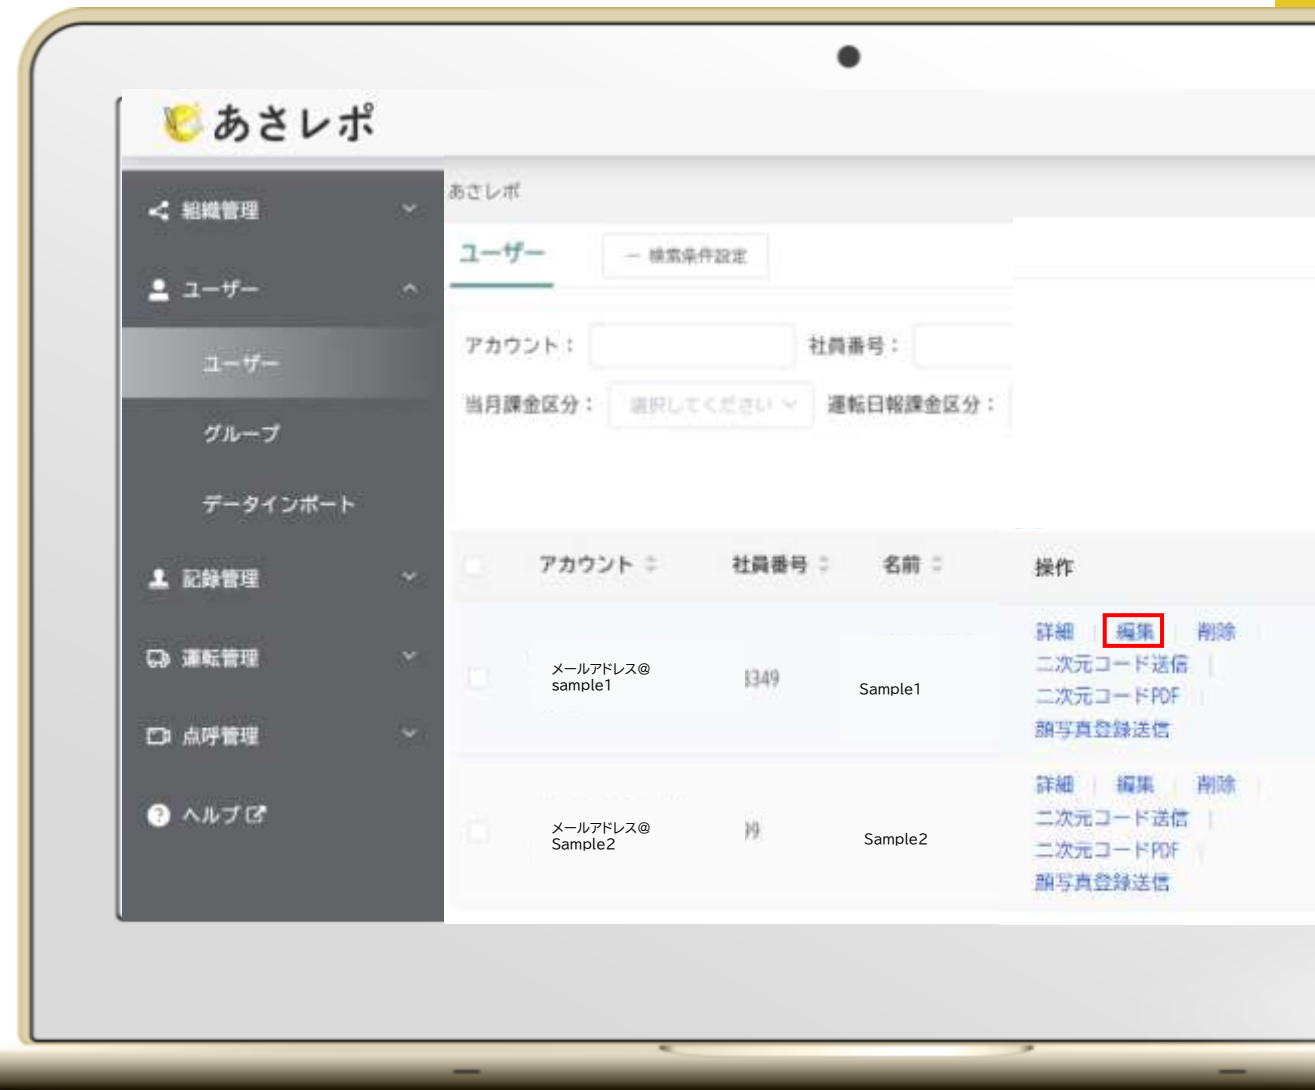 あさレポ
組織管理
ユーザー
ユーザー
グループ
データインポート
記録管理
運転管理
点呼管理
ヘルプ
あさレポ
ユーザー
− 検索条件設定
アカウント：
社員番号：
当月課金区分：
選択してください
運転日報課金区分：
アカウント
社員番号
名前
操作
メールアドレス@
sample1
3349
Sample1
詳細
編集
削除
二次元コード送信
二次元コードPDF
顔写真登録送信
メールアドレス@
Sample2
99
Sample2
詳細
編集
削除
二次元コード送信
二次元コードPDF
顔写真登録送信